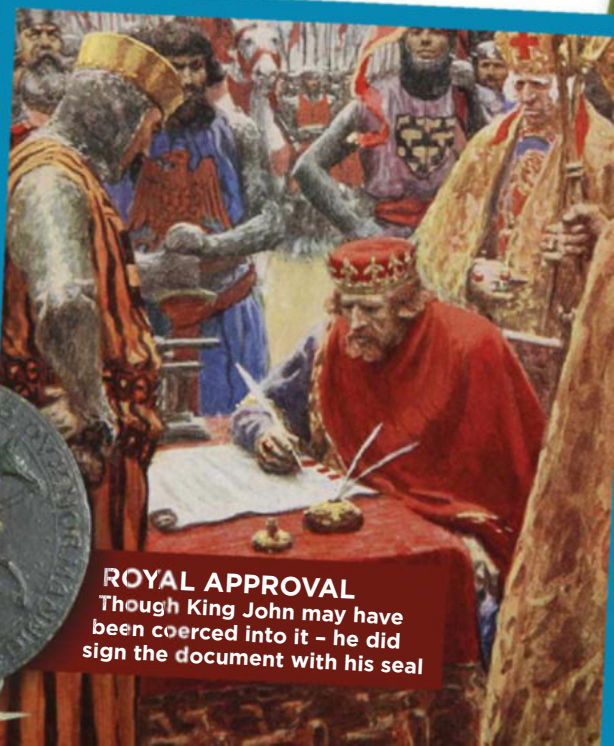 ROYAL APPROVAL
Though King John may have
been coerced into it – he did
sign the document with his seal